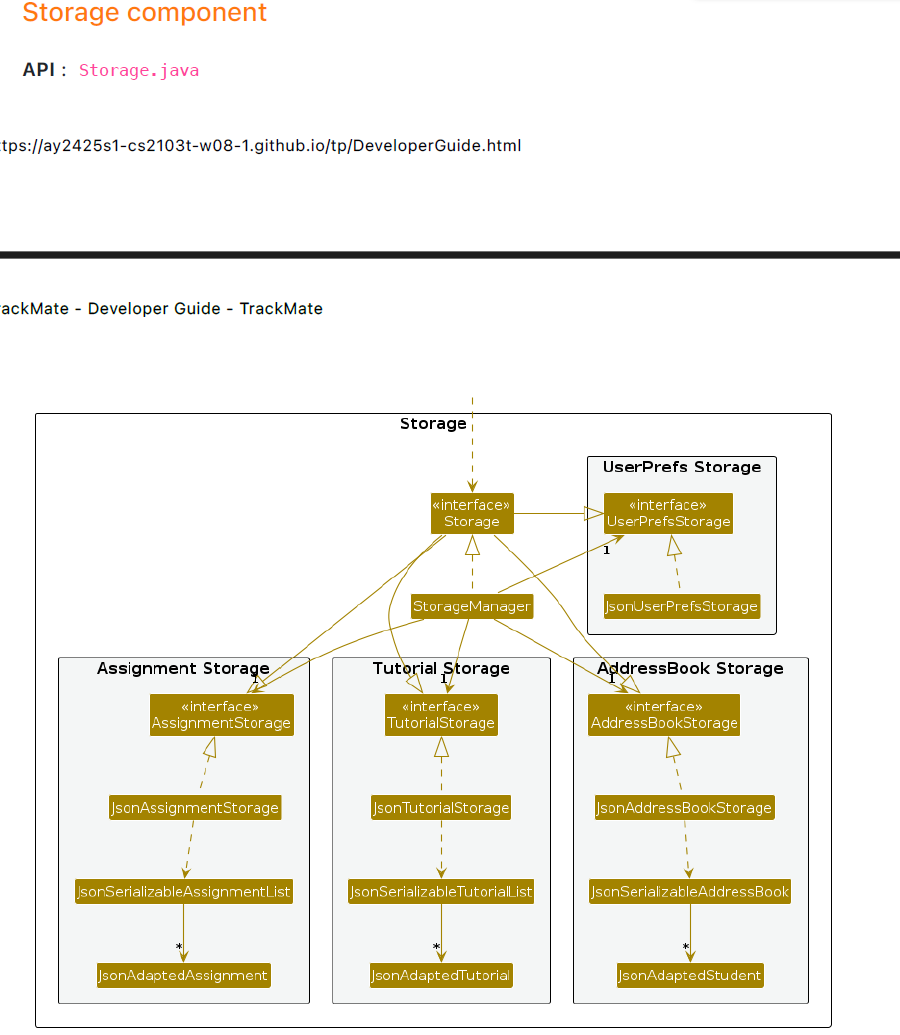 Storage component
API : Storage.java
ttps://ay2425s1-cs2103t-w08-1.github.io/tp/DeveloperGuide.html
rackMate - Developer Guide - TrackMate
Storage
UserPrefs Storage
«interface»
Storage
«interface»
UserPrefsStorage
1
StorageManager
JsonUserPrefsStorage
Assignment Storage
Tutorial Storage
AddressBook Storage
1
1
1
«interface»
AssignmentStorage
«interface»
TutorialStorage
«interface»
AddressBookStorage
JsonAssignmentStorage
JsonTutorialStorage
JsonAddressBookStorage
JsonSerializableAssignmentList
JsonSerializableTutorialList
JsonSerializableAddressBook
*
*
*
JsonAdaptedAssignment
JsonAdaptedTutorial
JsonAdaptedStudent